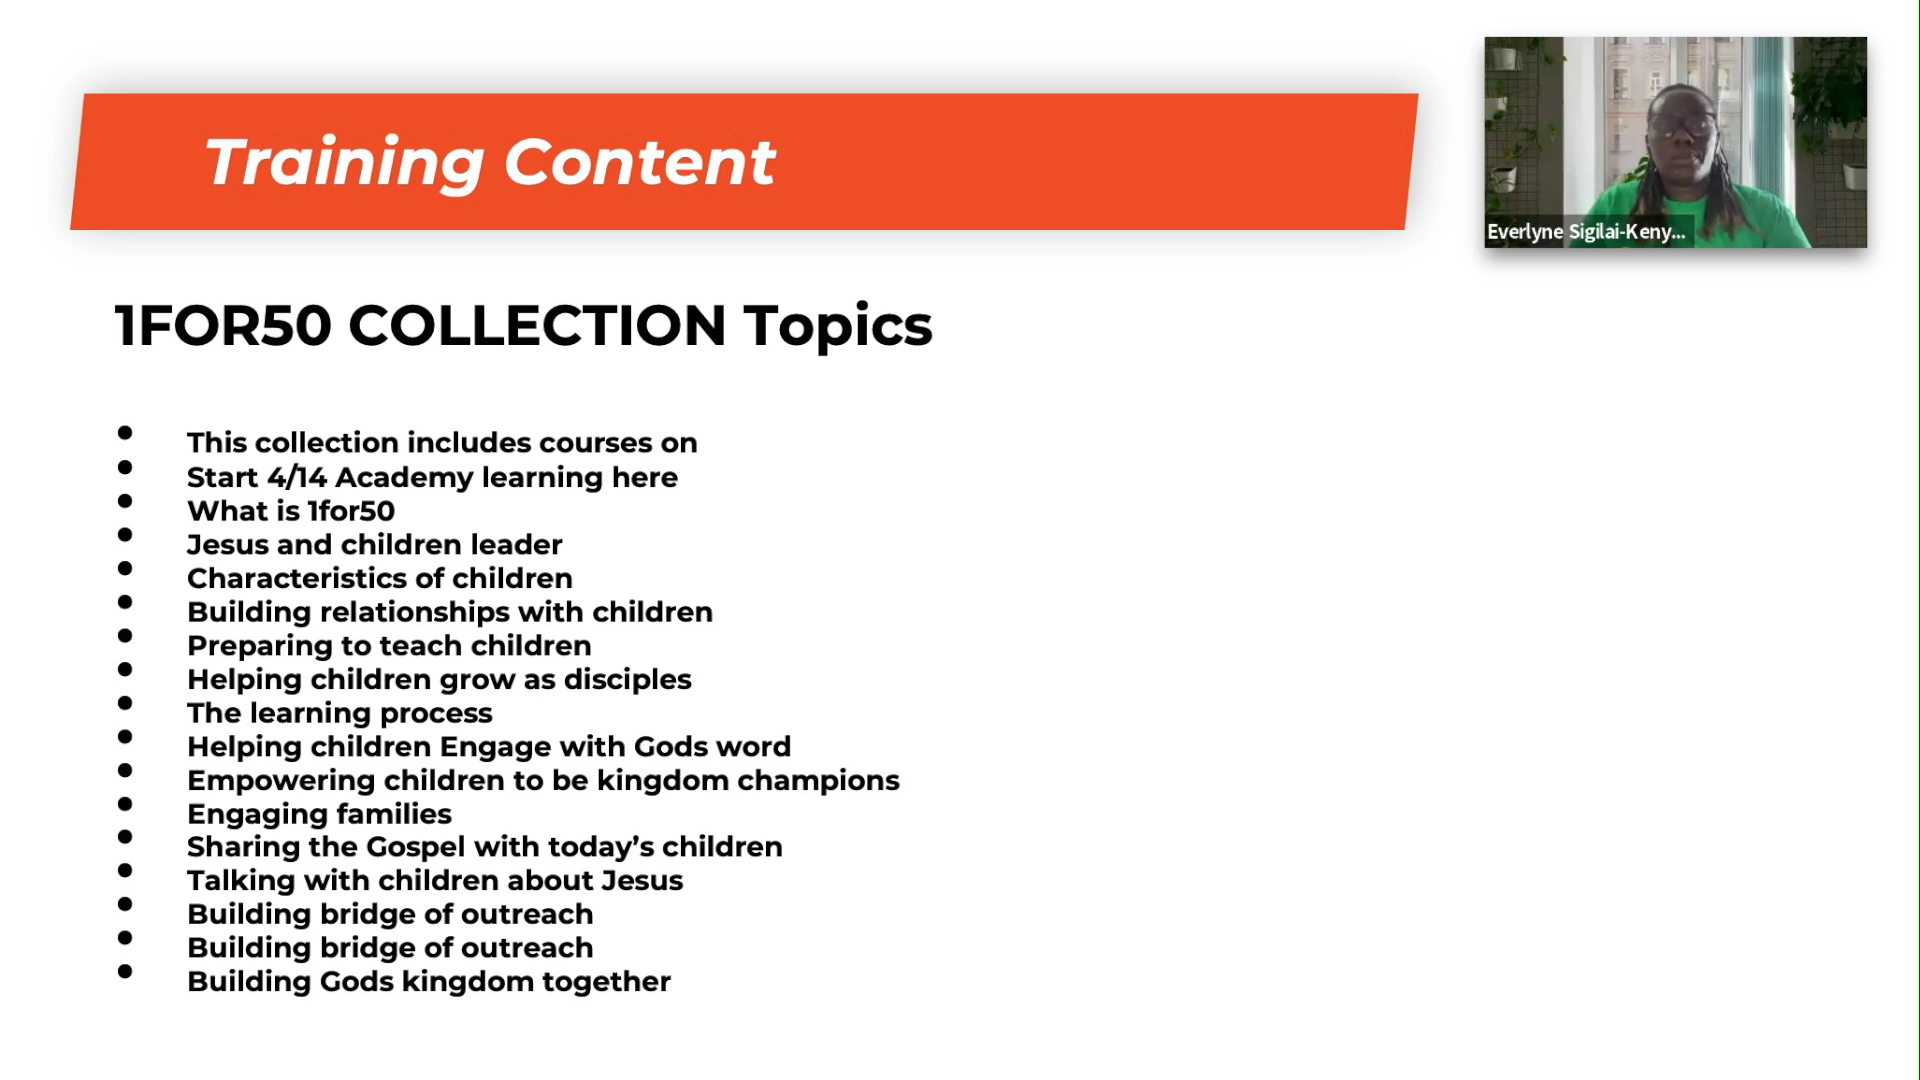 Training Content
Everlyne Sigilai-Keny...
1FOR50 COLLECTION Topics
• This collection includes courses on
• Start 4/14 Academy learning here
• What is 1for50
• Jesus and children leader
• Characteristics of children
• Building relationships with children
• Preparing to teach children
• Helping children grow as disciples
• The learning process
• Helping children Engage with Gods word
• Empowering children to be kingdom champions
• Engaging families
• Sharing the Gospel with today’s children
• Talking with children about Jesus
• Building bridge of outreach
• Building bridge of outreach
• Building Gods kingdom together